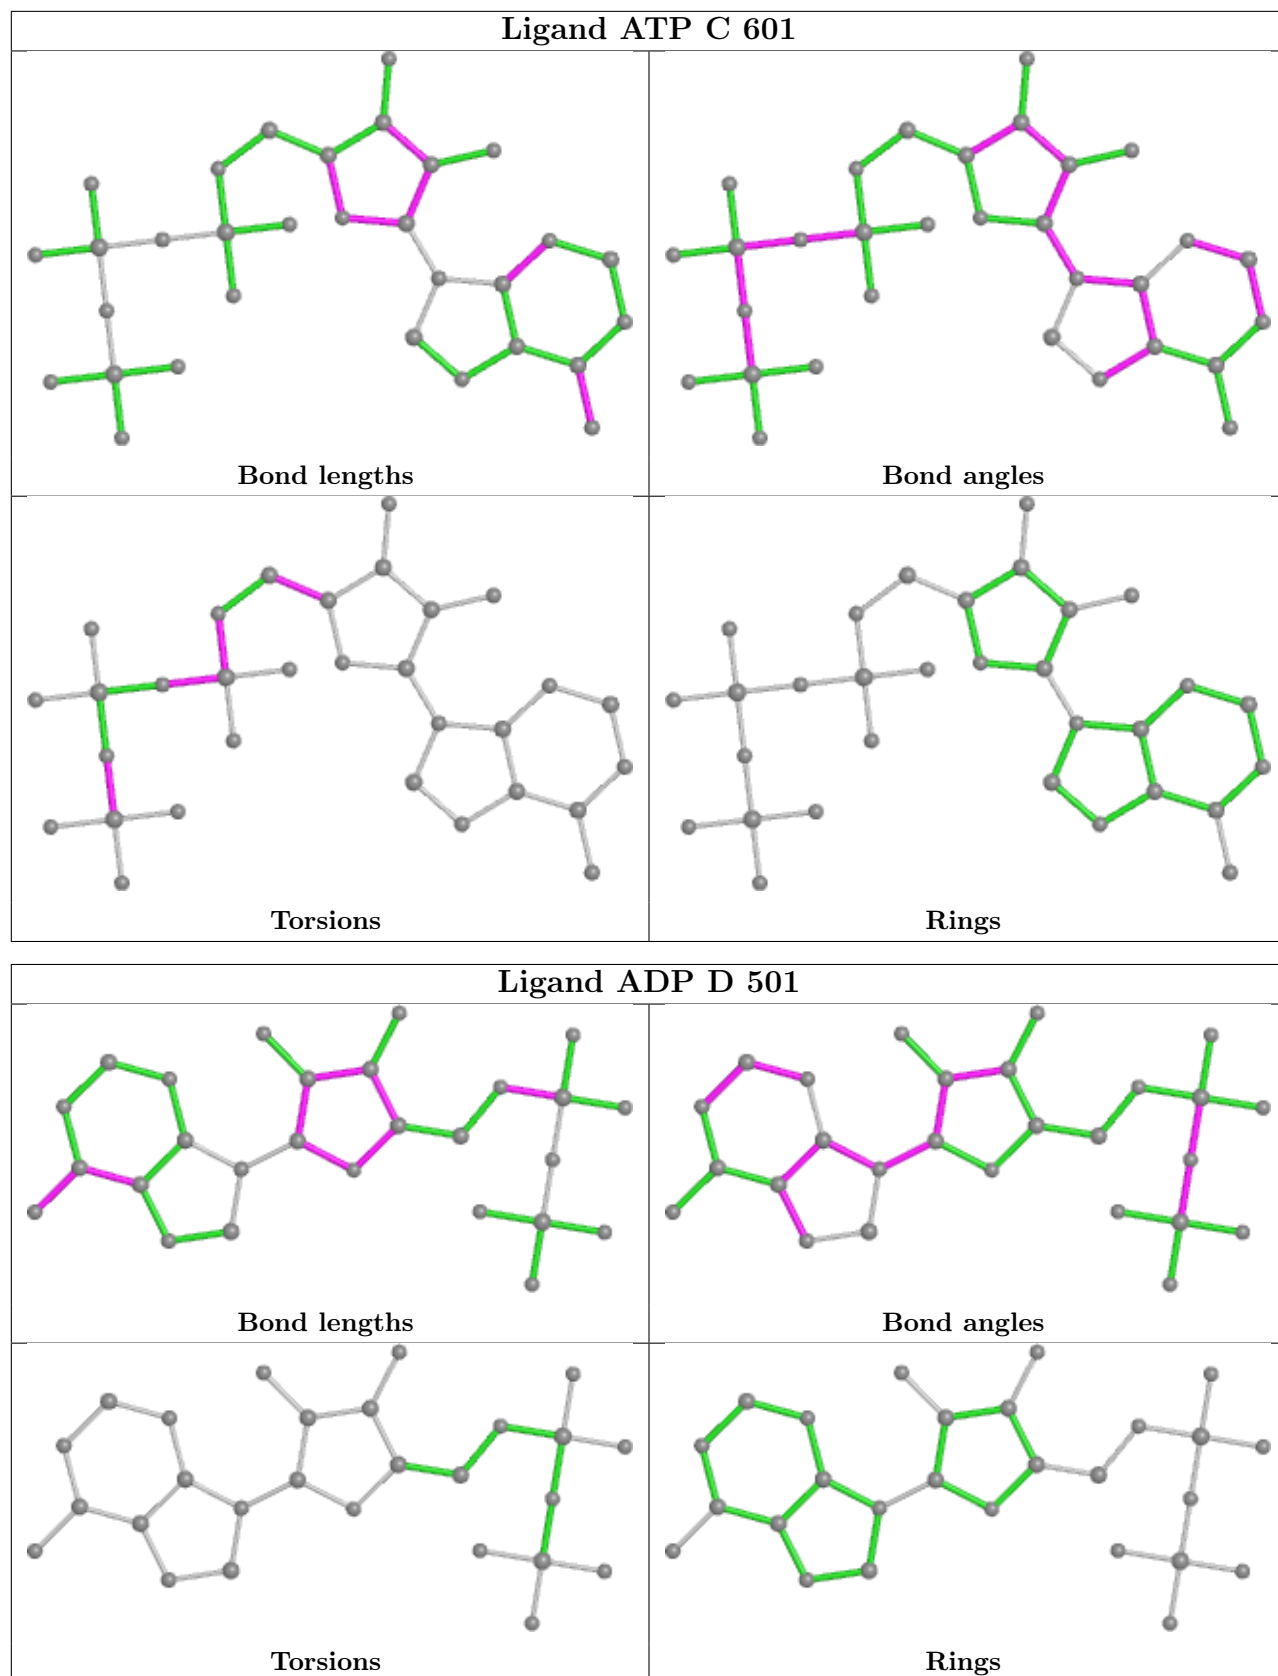 Ligand ATP C 601
Bond lengths
Bond angles
Torsions
Rings
Ligand ADP D 501
Bond lengths
Bond angles
Torsions
Rings